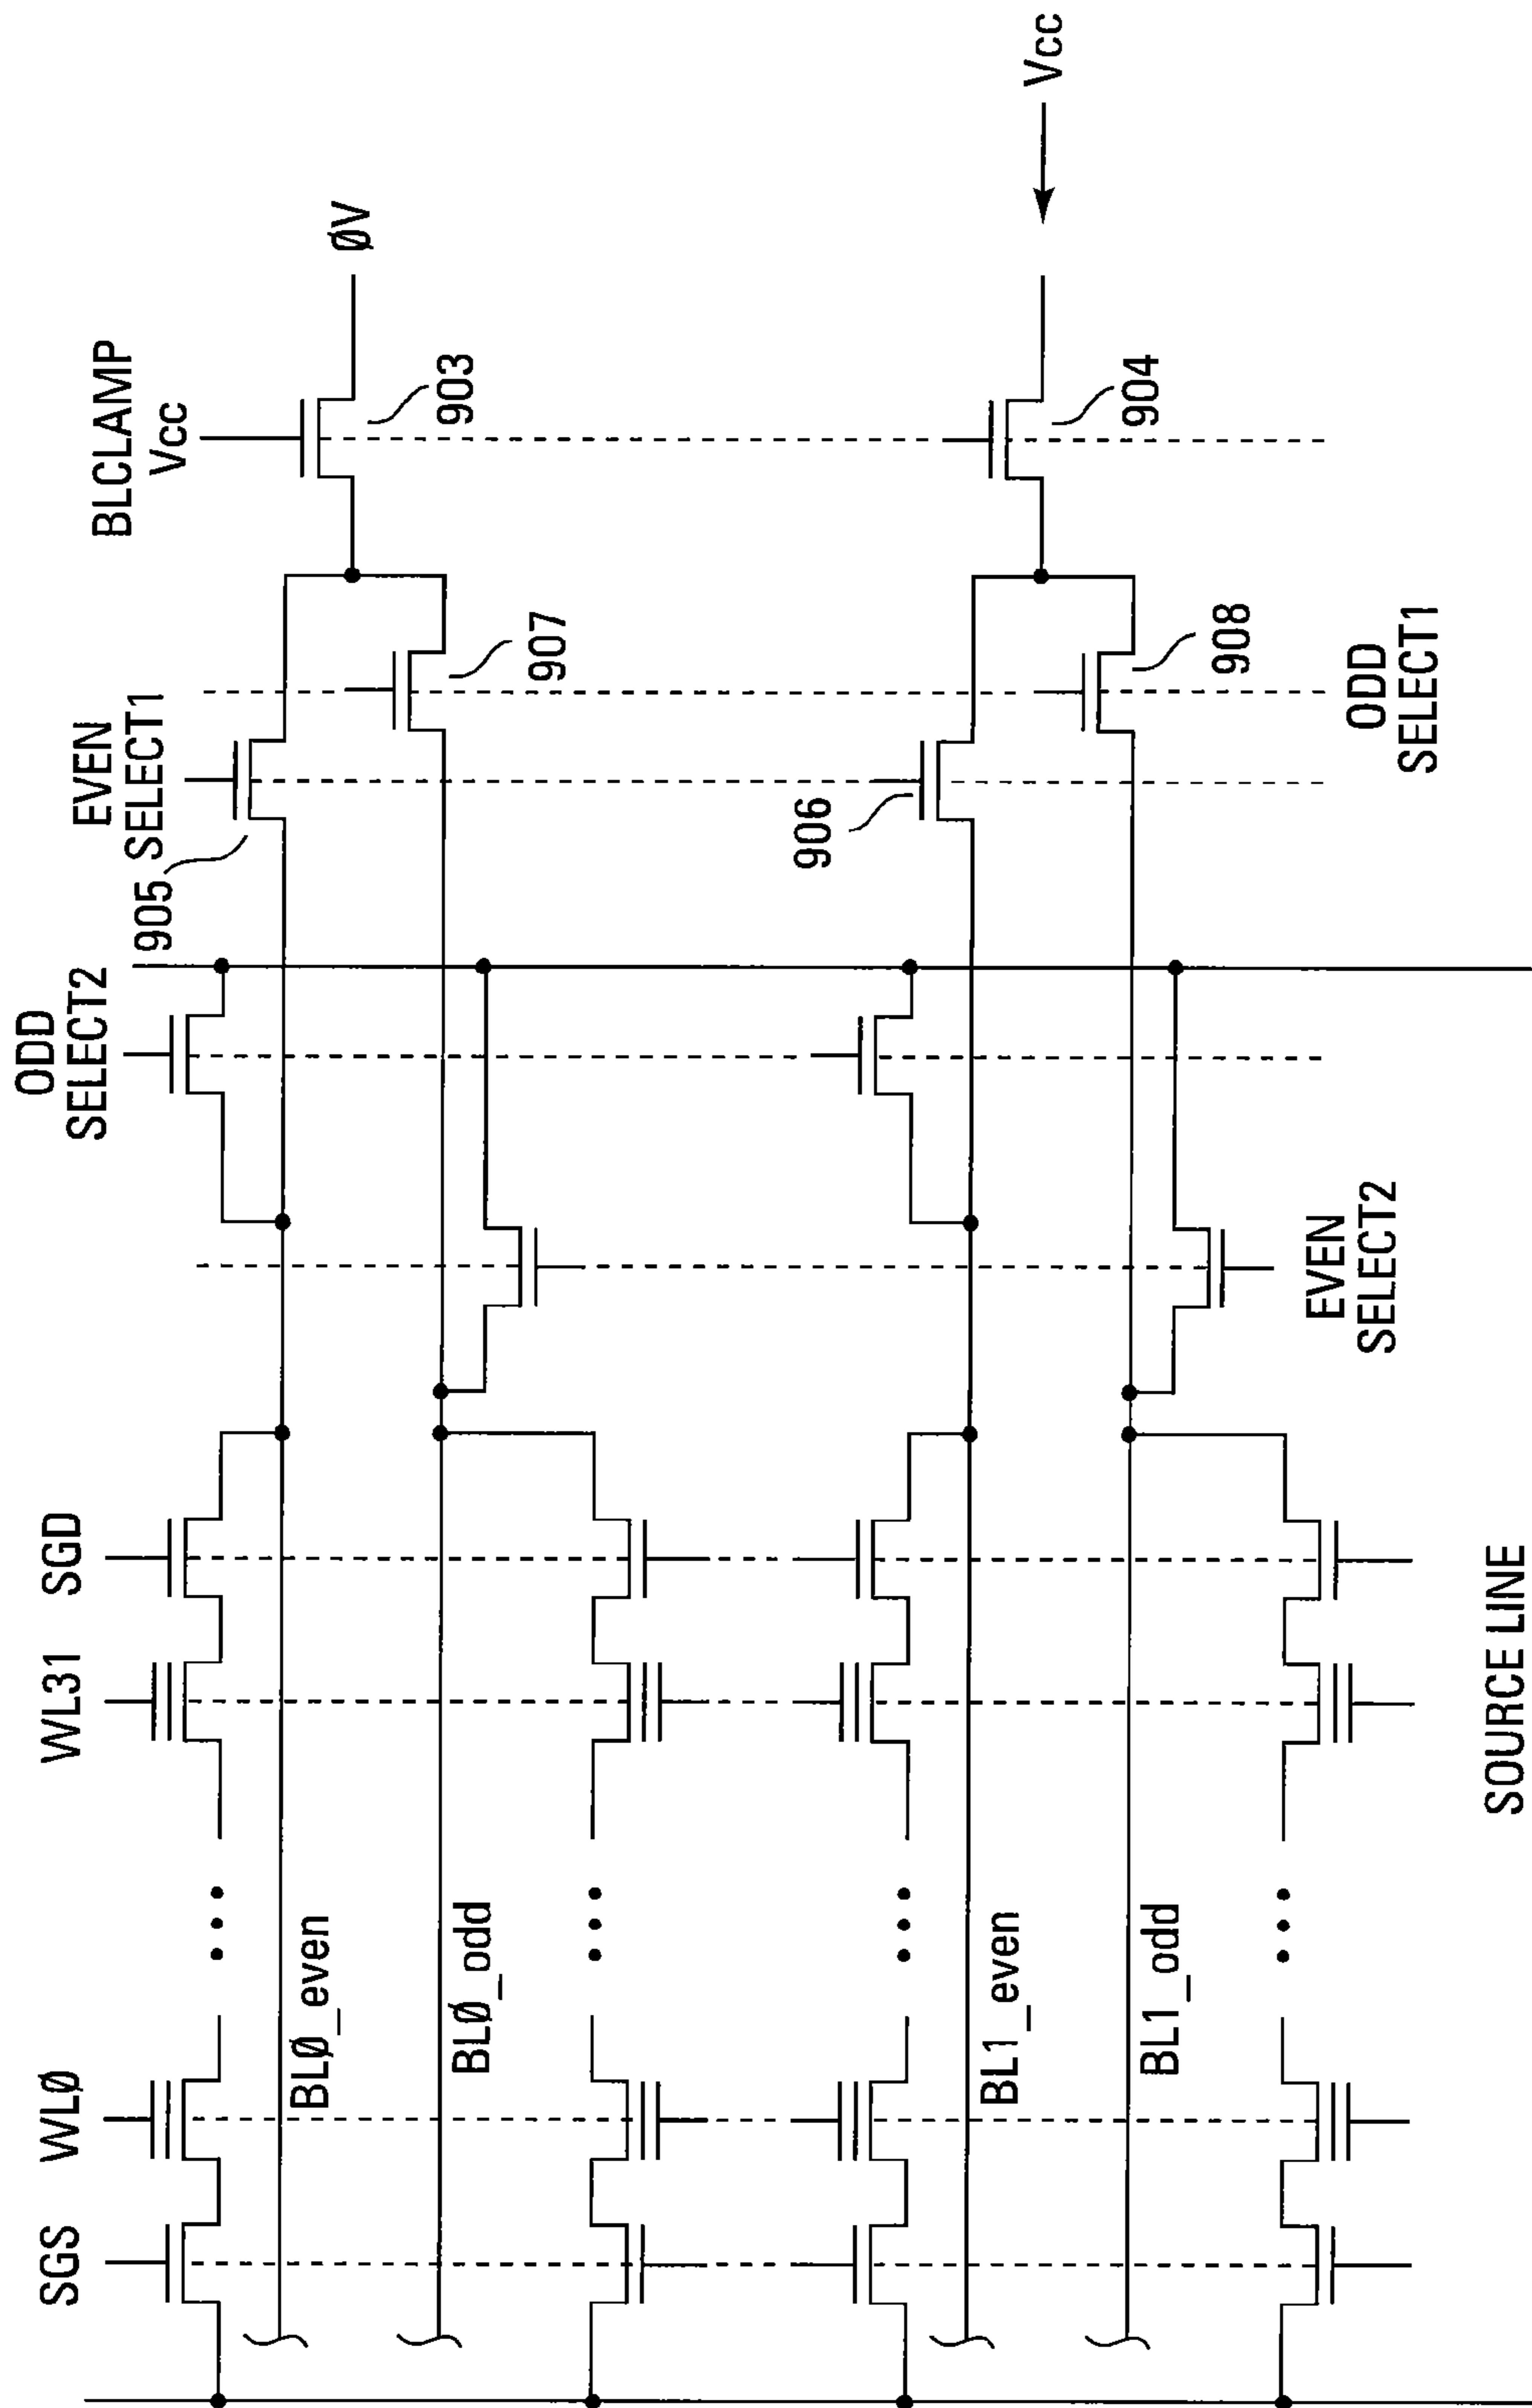 SGS
WLØ
WL31
SGD
ODD
SELECT2
EVEN
SELECT1
BLCLAMP
Vcc
ØV
905
903
907
BLØ_even
BLØ_odd
906
904
Vcc
908
BL1_even
BL1_odd
EVEN
SELECT2
ODD
SELECT1
SOURCE LINE